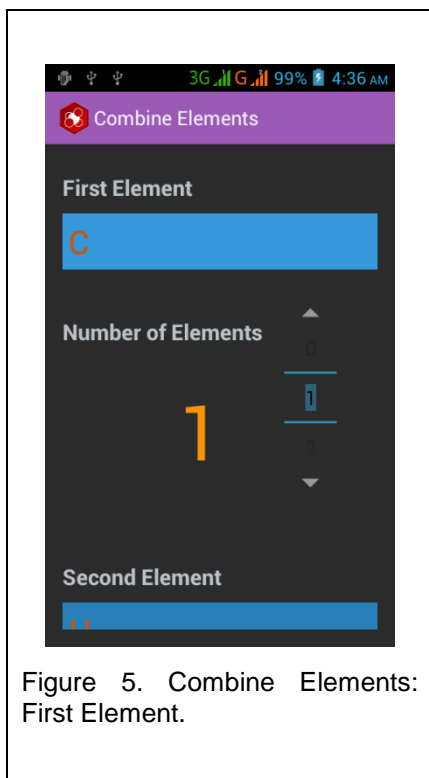 3G G 99% 4:36 AM
Combine Elements
First Element
C
Number of Elements
0
1
1
2
Second Element
Figure 5. Combine Elements:
First Element.